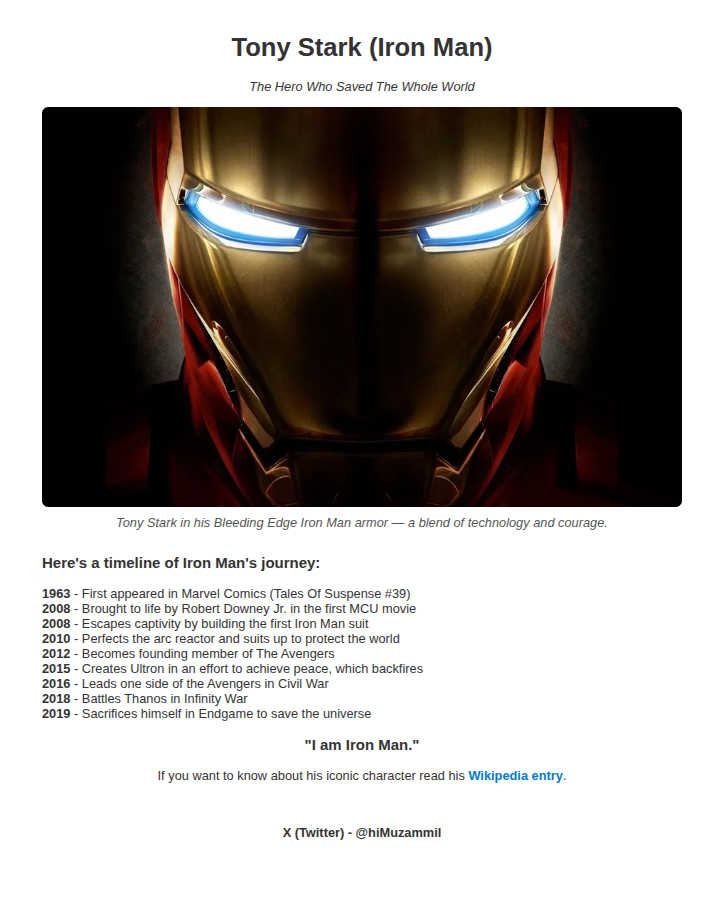 Tony Stark (Iron Man)
The Hero Who Saved The Whole World
Tony Stark in his Bleeding Edge Iron Man armor — a blend of technology and courage.
Here's a timeline of Iron Man's journey:
1963 - First appeared in Marvel Comics (Tales Of Suspense #39)
2008 - Brought to life by Robert Downey Jr. in the first MCU movie
2008 - Escapes captivity by building the first Iron Man suit
2010 - Perfects the arc reactor and suits up to protect the world
2012 - Becomes founding member of The Avengers
2015 - Creates Ultron in an effort to achieve peace, which backfires
2016 - Leads one side of the Avengers in Civil War
2018 - Battles Thanos in Infinity War
2019 - Sacrifices himself in Endgame to save the universe
"I am Iron Man."
If you want to know about his iconic character read his Wikipedia entry.
X (Twitter) - @hiMuzammil